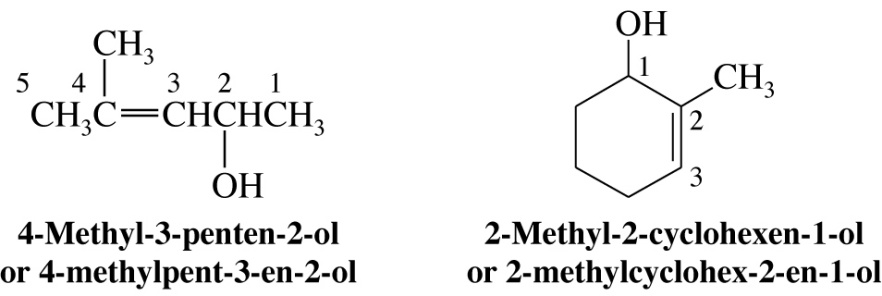 CH₃
5 4 3 2 1
CH₃C=CHCHCH₃
OH
4-Methyl-3-penten-2-ol
or 4-methylpent-3-en-2-ol
OH
1
CH₃
2
3
2-Methyl-2-cyclohexen-1-ol
or 2-methylcyclohex-2-en-1-ol